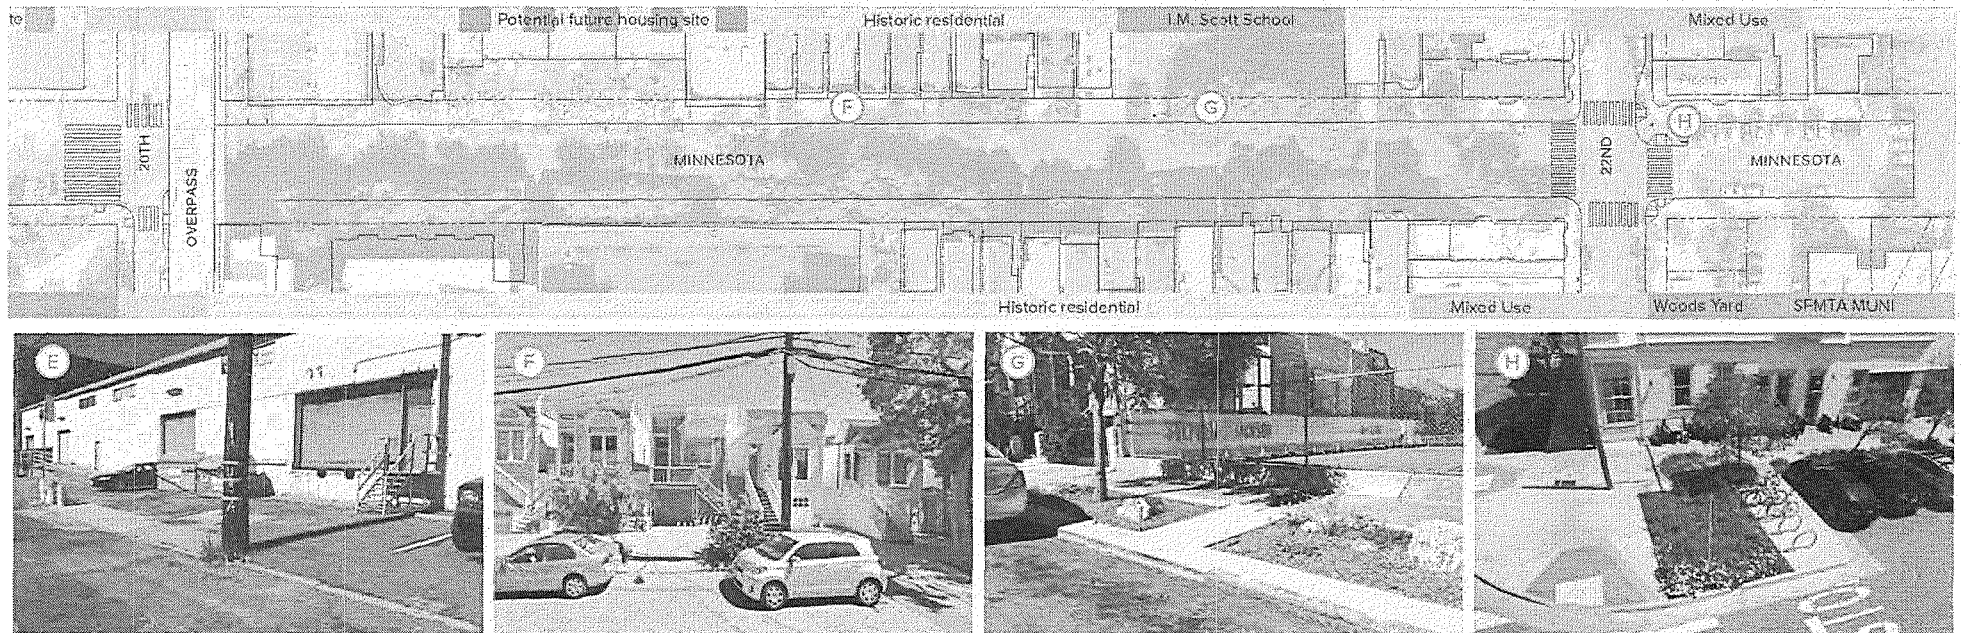 te
Potential future housing site
Historic residential
I.M. Scott School
Mixed Use
F
G
H
20TH
OVERPASS
MINNESOTA
22ND
MINNESOTA
Historic residential
Mixed Use
Woods Yard
SFMTA MUNI
E
F
G
H